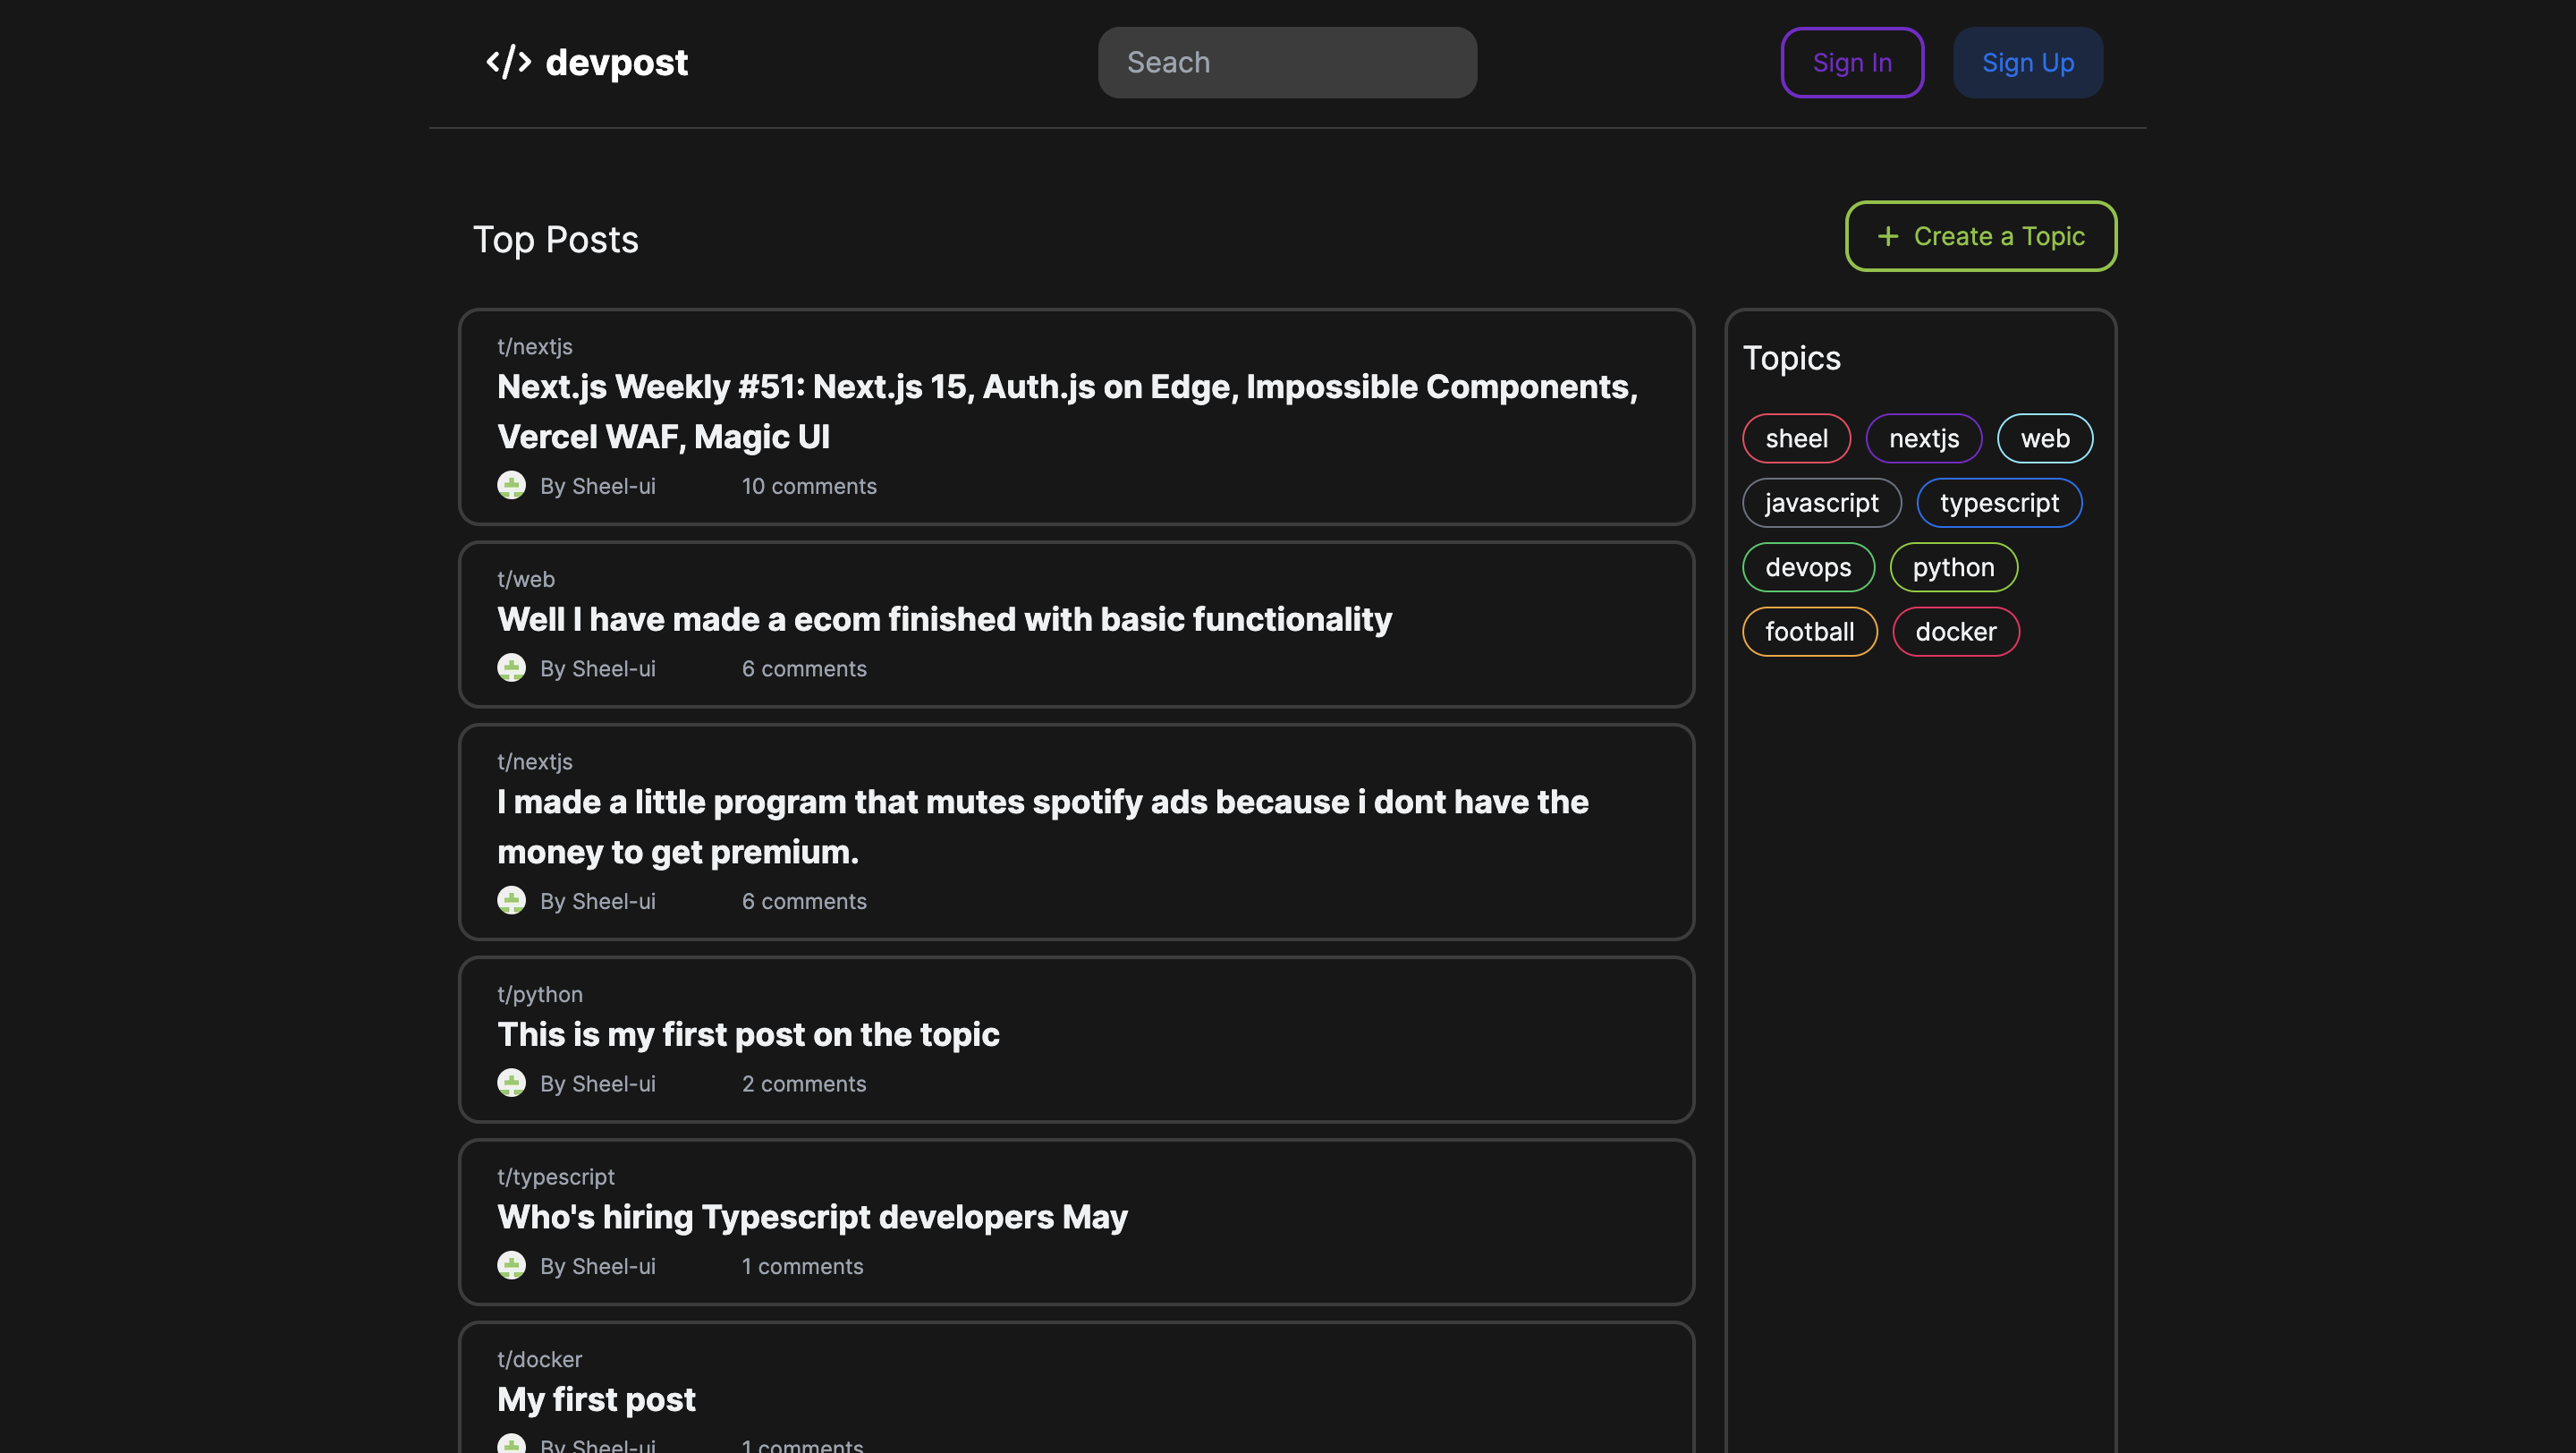 </> devpost
Seach
Sign In
Sign Up
Top Posts
+ Create a Topic
t/nextjs
Next.js Weekly #51: Next.js 15, Auth.js on Edge, Impossible Components,
Vercel WAF, Magic UI
By Sheel-ui 10 comments
t/web
Well I have made a ecom finished with basic functionality
By Sheel-ui 6 comments
t/nextjs
I made a little program that mutes spotify ads because i dont have the
money to get premium.
By Sheel-ui 6 comments
t/python
This is my first post on the topic
By Sheel-ui 2 comments
t/typescript
Who's hiring Typescript developers May
By Sheel-ui 1 comments
t/docker
My first post
By Sheel-ui 1 comments
Topics
sheel nextjs web
javascript typescript
devops python
football docker